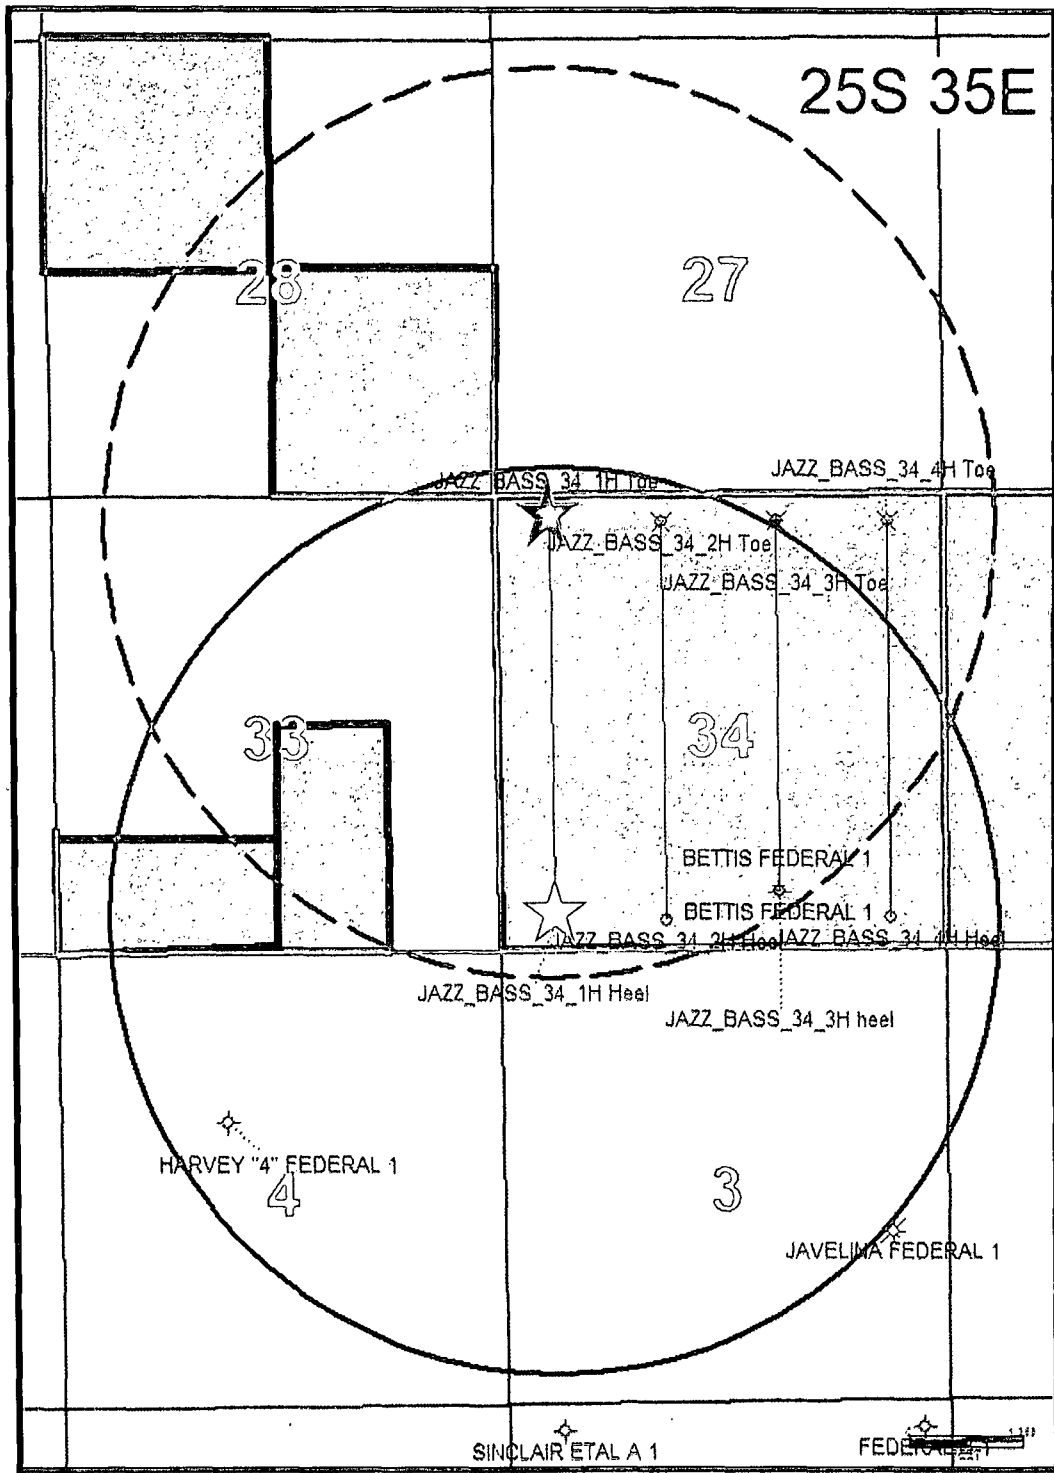 25S 35E
28
27
JAZZ_BASS_34_1H Toe
JAZZ_BASS_34_4H Toe
JAZZ_BASS_34_2H Toe
JAZZ_BASS_34_3H Toe
33
34
BETTIS FEDERAL 1
BETTIS FEDERAL 1
JAZZ_BASS_34_2H Heel
JAZZ_BASS_34_4H Heel
JAZZ_BASS_34_1H Heel
JAZZ_BASS_34_3H heel
HARVEY "4" FEDERAL 1
4
3
JAVELINA FEDERAL 1
SINCLAIR ETAL A 1
FEDERAL